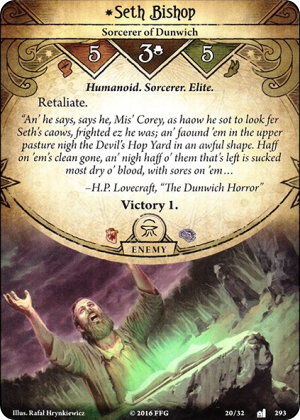 *Seth Bishop
Sorcerer of Dunwich
5 3 5
Humanoid. Sorcerer. Elite.
Retaliate.
“An’ he says, says he, Mis’ Corey, as haow he sot to look fer
Seth’s caows, frighted ez he was; an’ faound ’em in the upper
pasture nigh the Devil’s Hop Yard in an awful shape. Haff
on ’em’s clean gone, an’ nigh haff o’ them that’s left is sucked
most dry o’ blood, with sores on ’em…
–H.P. Lovecraft, “The Dunwich Horror”
Victory 1.
ENEMY
Illus. Rafał Hrynkiewicz © 2016 FFG 20/32 293